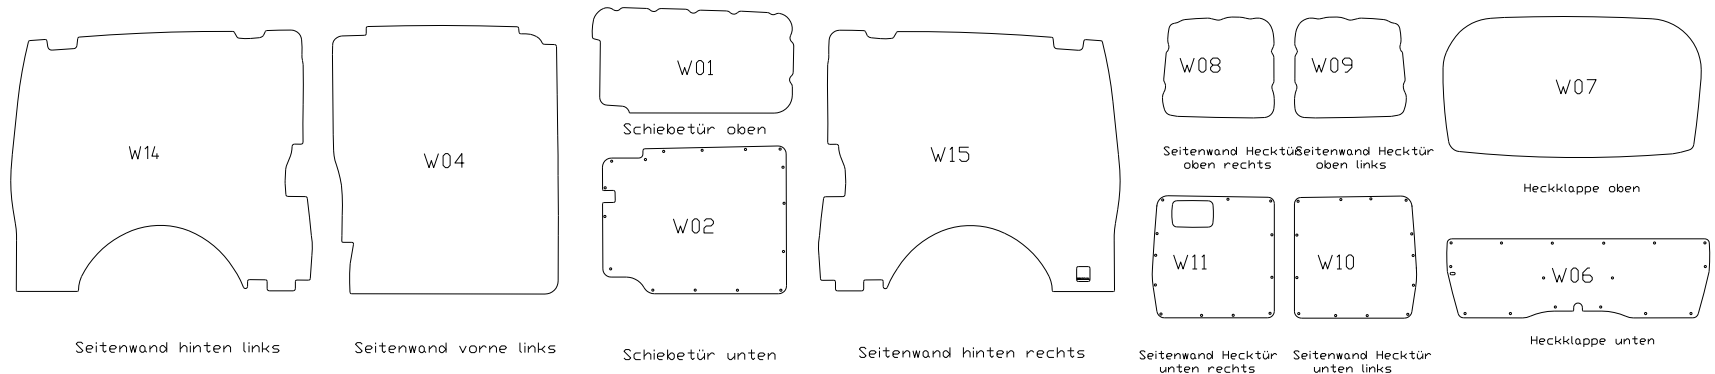 W14
Seitenwand hinten links
W04
Seitenwand vorne links
W01
Schiebetür oben
W02
Schiebetür unten
W15
Seitenwand hinten rechts
W08
Seitenwand Hecktür
oben rechts
W09
Seitenwand Hecktür
oben links
W11
Seitenwand Hecktür
unten rechts
W10
Seitenwand Hecktür
unten links
W07
Heckklappe oben
W06
Heckklappe unten